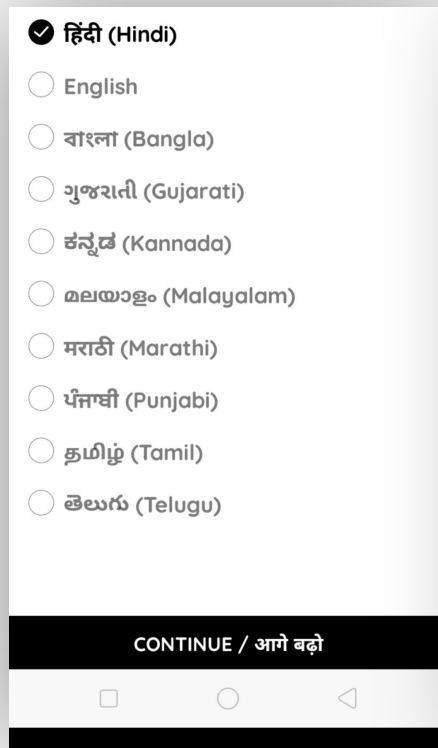 हिंदी (Hindi)
English
বাংলা (Bangla)
ગુજરાતી (Gujarati)
ಕನ್ನಡ (Kannada)
മലയാളം (Malayalam)
मराठी (Marathi)
ਪੰਜਾਬੀ (Punjabi)
தமிழ் (Tamil)
తెలుగు (Telugu)
CONTINUE / आगे बढ़ो